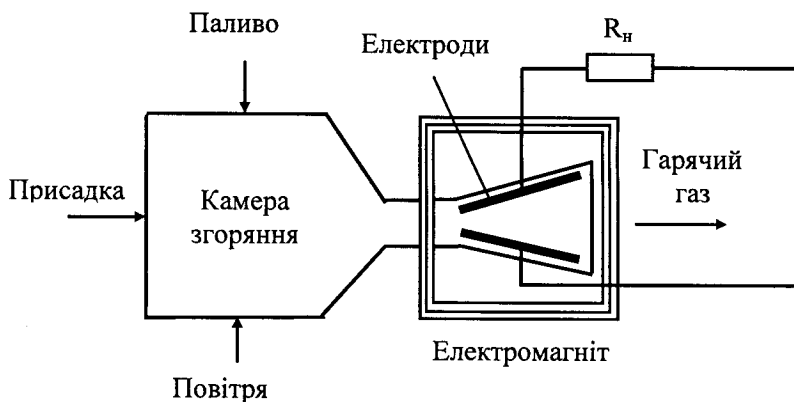 Паливо
Електроди
Rн
Присадка
Камера
згоряння
Гарячий
газ
Електромагніт
Повітря